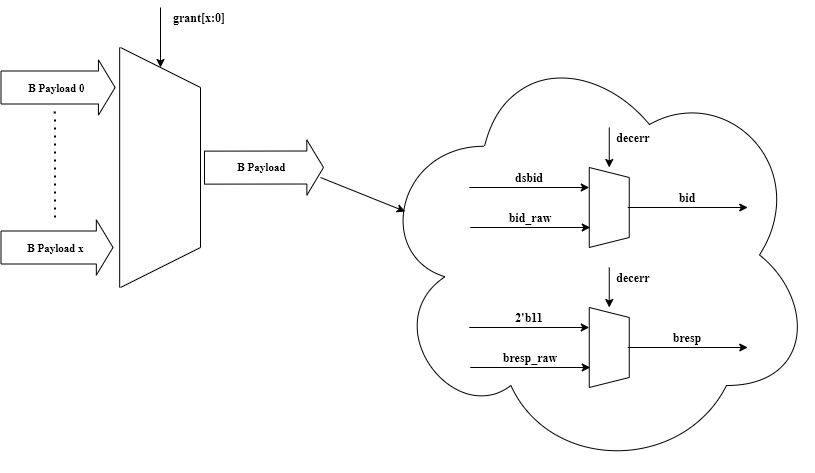 grant[x:0]
B Payload 0
B Payload
B Payload x
decerr
dsbid
bid_raw
bid
decerr
2'b11
bresp_raw
bresp